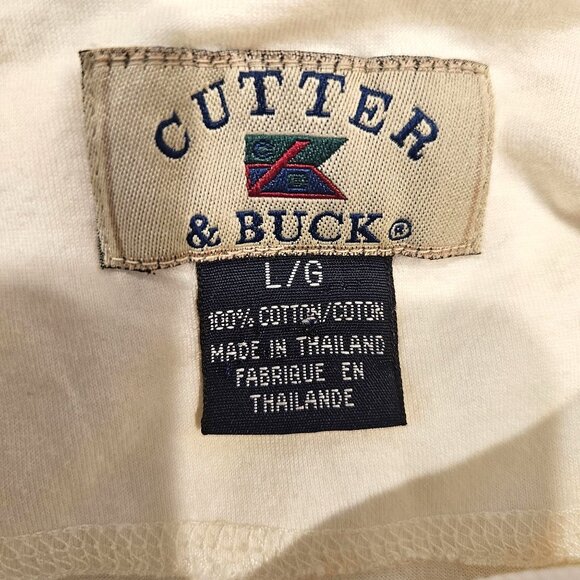 CUTTER
& BUCK®
L/G
100% COTTON/COTON
MADE IN THAILAND
FABRIQUE EN
THAILANDE